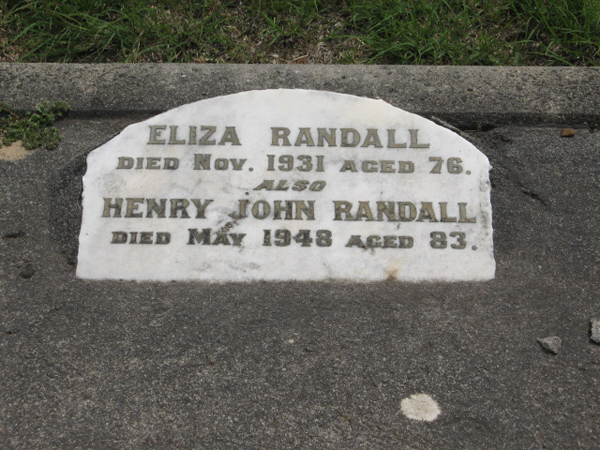 ELIZA RANDALL
DIED NOV. 1931 AGED 76.
ALSO
HENRY JOHN RANDALL
DIED MAY 1948 AGED 83.